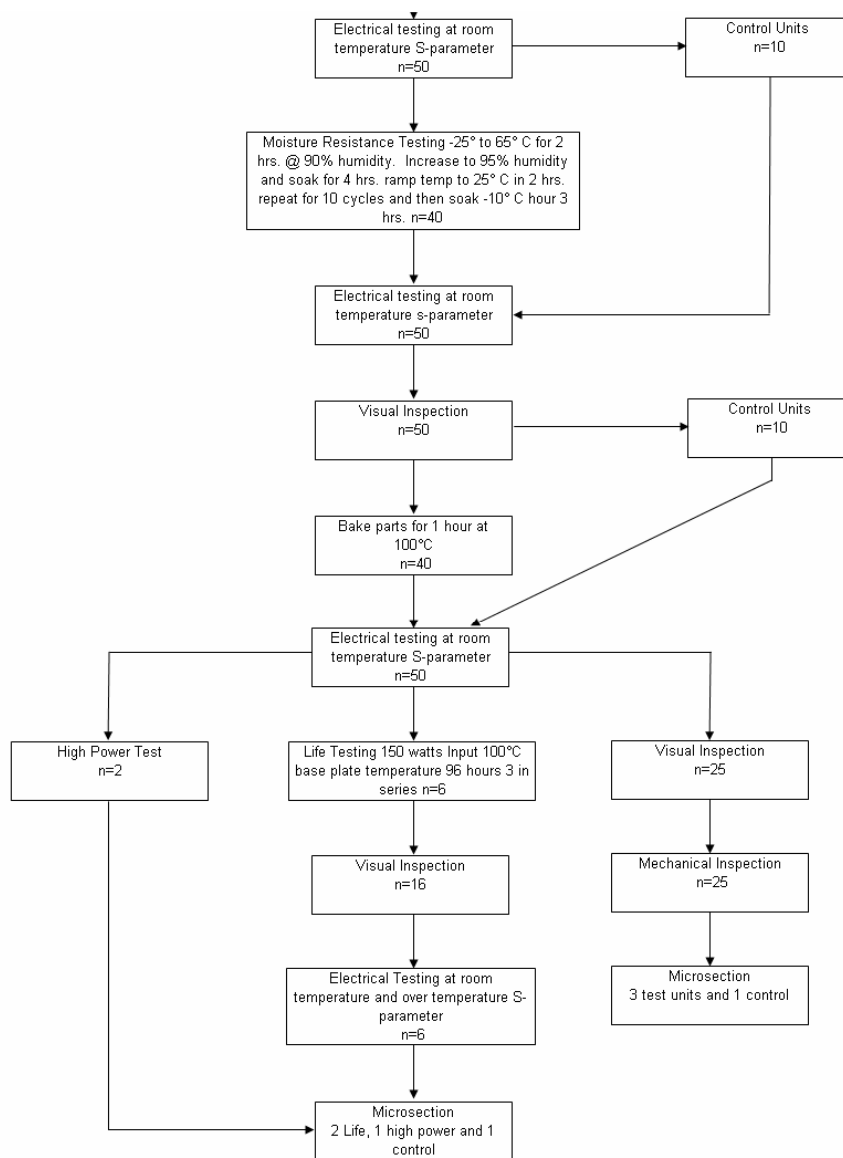 Electrical testing at room
temperature S-parameter
n=50
Control Units
n=10
Moisture Resistance Testing -25° to 65° C for 2
hrs. @ 90% humidity.  Increase to 95% humidity
and soak for 4 hrs. ramp temp to 25° C in 2 hrs.
repeat for 10 cycles and then soak -10° C hour 3
hrs. n=40
Electrical testing at room
temperature s-parameter
n=50
Visual Inspection
n=50
Control Units
n=10
Bake parts for 1 hour at
100°C
n=40
Electrical testing at room
temperature S-parameter
n=50
High Power Test
n=2
Life Testing 150 watts Input 100°C
base plate temperature 96 hours 3 in
series n=6
Visual Inspection
n=25
Visual Inspection
n=16
Mechanical Inspection
n=25
Electrical Testing at room
temperature and over temperature S-
parameter
n=6
Microsection
3 test units and 1 control
Microsection
2 Life, 1 high power and 1
control